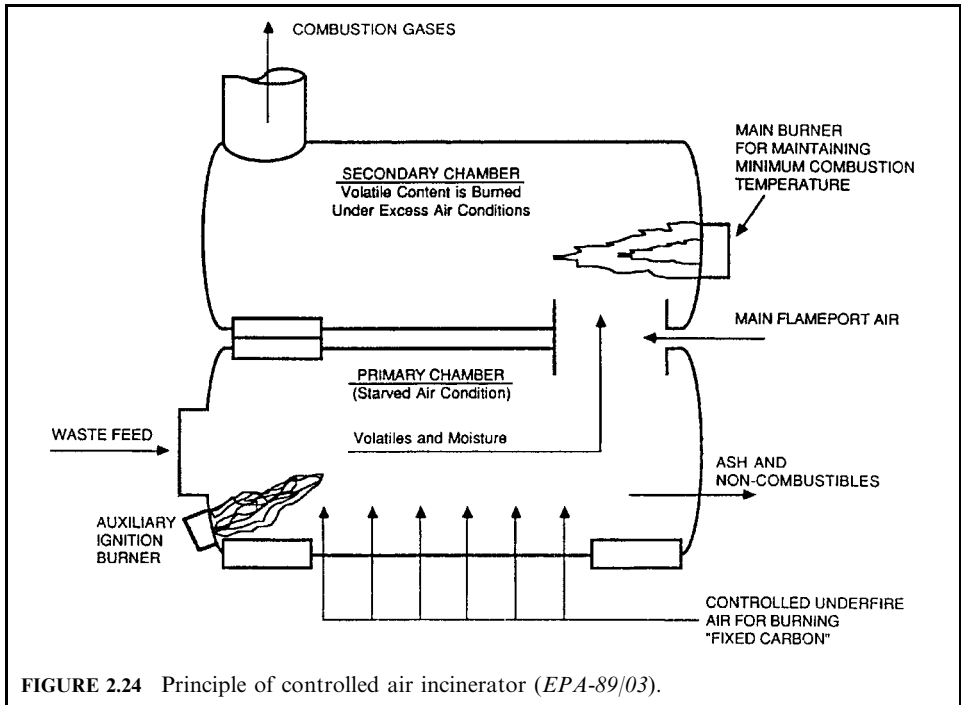 COMBUSTION GASES
MAIN BURNER
FOR MAINTAINING
MINIMUM COMBUSTION
TEMPERATURE
SECONDARY CHAMBER
Volatile Content is Burned
Under Excess Air Conditions
MAIN FLAMEPORT AIR
PRIMARY CHAMBER
(Starved Air Condition)
WASTE FEED
Volatiles and Moisture
ASH AND
NON-COMBUSTIBLES
AUXILIARY
IGNITION
BURNER
CONTROLLED UNDERFIRE
AIR FOR BURNING
"FIXED CARBON"
FIGURE 2.24 Principle of controlled air incinerator (EPA-89/03).